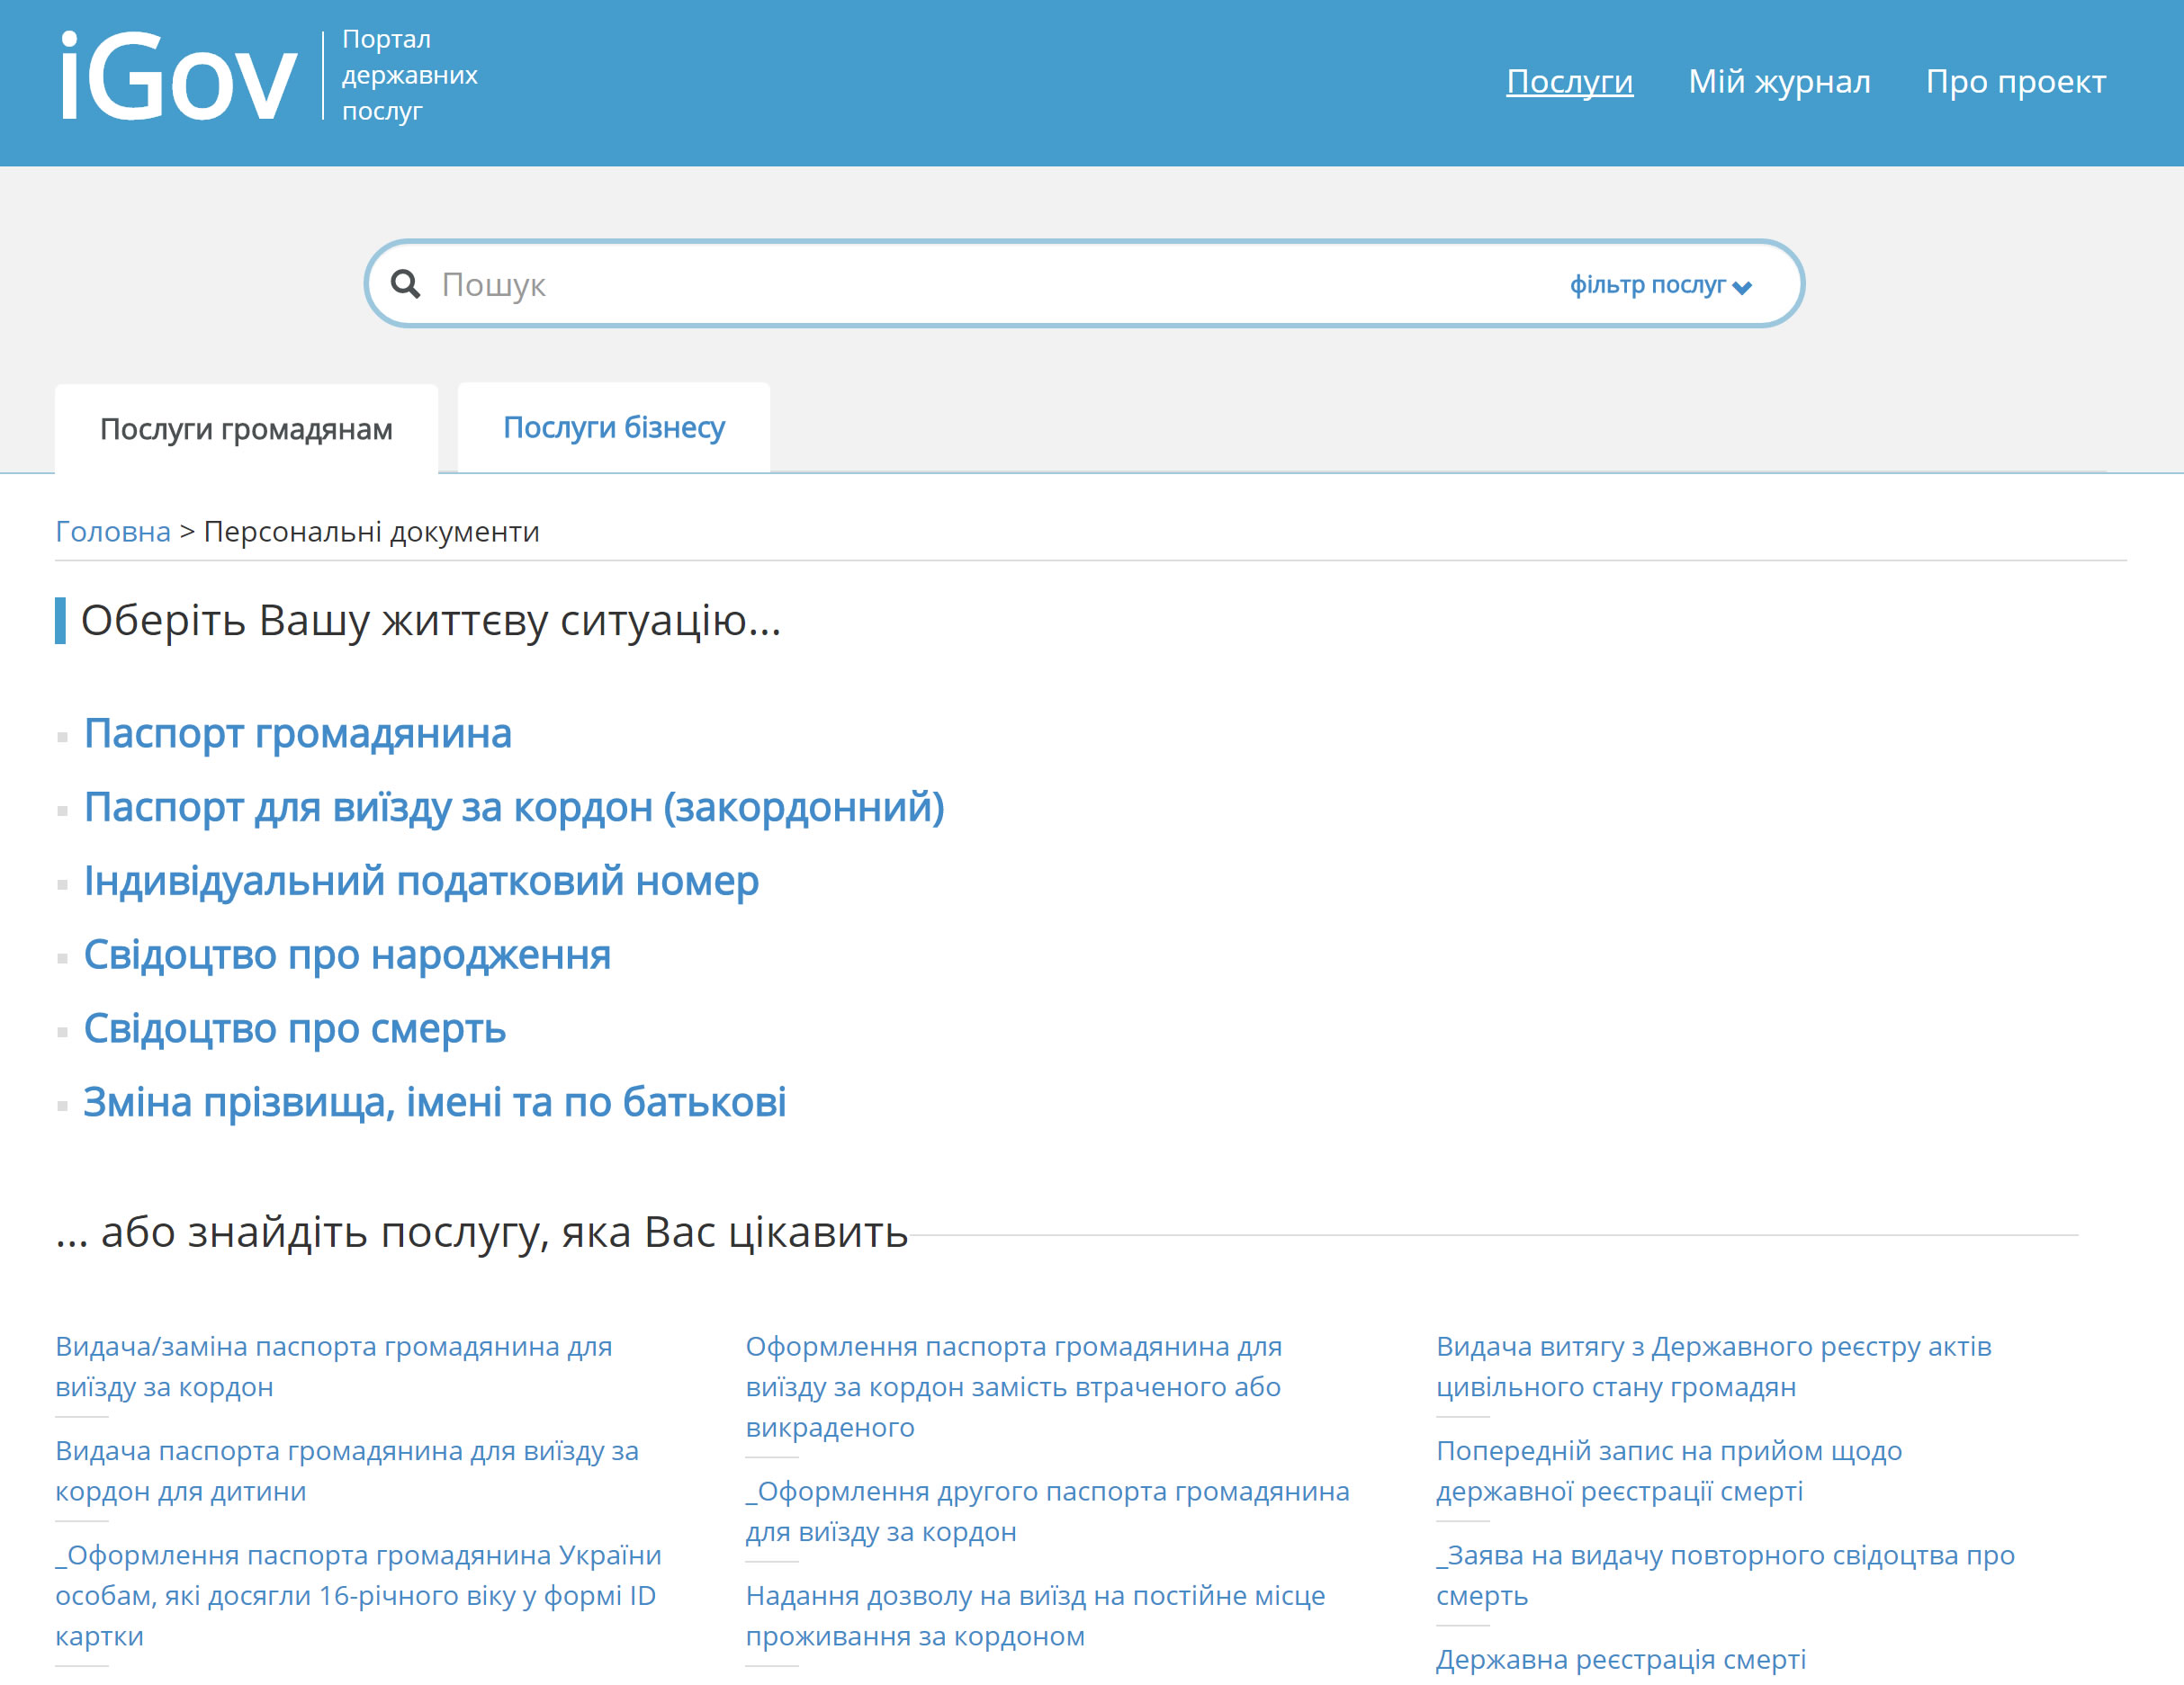 iGov
Портал
державних
послуг
Послуги Мій журнал Про проект
Пошук фільтр послуг
Послуги громадянам Послуги бізнесу
Головна > Персональні документи
Оберіть Вашу життєву ситуацію...
Паспорт громадянина
Паспорт для виїзду за кордон (закордонний)
Індивідуальний податковий номер
Свідоцтво про народження
Свідоцтво про смерть
Зміна прізвища, імені та по батькові
... або знайдіть послугу, яка Вас цікавить
Видача/заміна паспорта громадянина для
виїзду за кордон
Видача паспорта громадянина для виїзду за
кордон для дитини
_Оформлення паспорта громадянина України
особам, які досягли 16-річного віку у формі ID
картки
Оформлення паспорта громадянина для
виїзду за кордон замість втраченого або
викраденого
_Оформлення другого паспорта громадянина
для виїзду за кордон
Надання дозволу на виїзд на постійне місце
проживання за кордоном
Видача витягу з Державного реєстру актів
цивільного стану громадян
Попередній запис на прийом щодо
державної реєстрації смерті
_Заява на видачу повторного свідоцтва про
смерть
Державна реєстрація смерті